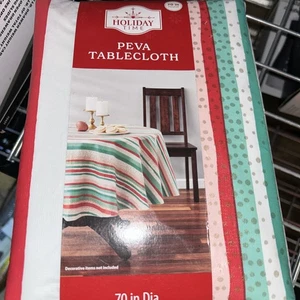 HOLIDAY
TIME
PEVA
TABLECLOTH
Decorative items not included
70 in Dia